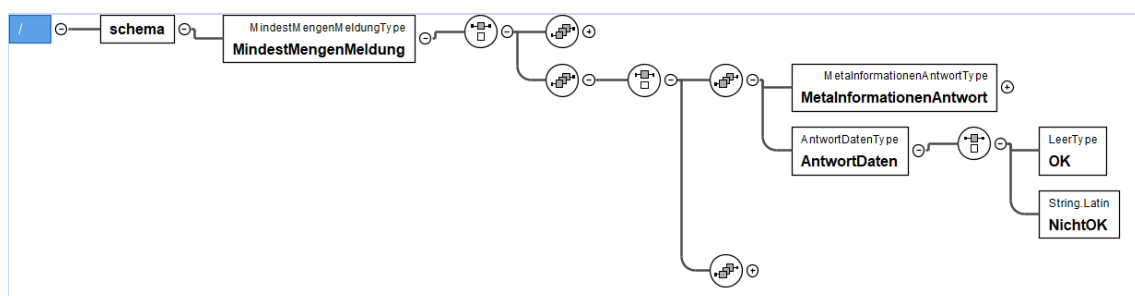 /
schema
MindestMengenMeldungType
MindestMengenMeldung
MetaInformationenAntwortType
MetaInformationenAntwort
AntwortDatenType
AntwortDaten
LeerType
OK
String.Latin
NichtOK